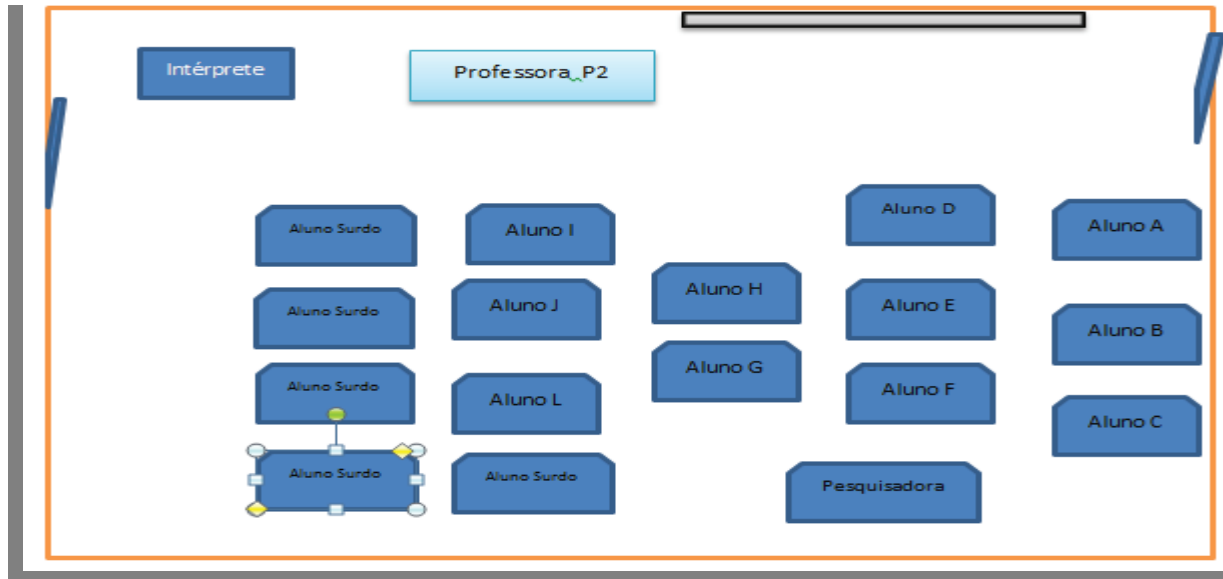 Intérprete
Professora_P2
Aluno D
Aluno A
Aluno Surdo
Aluno I
Aluno H
Aluno Surdo
Aluno J
Aluno E
Aluno B
Aluno G
Aluno Surdo
Aluno L
Aluno F
Aluno C
Aluno Surdo
Aluno Surdo
Pesquisadora